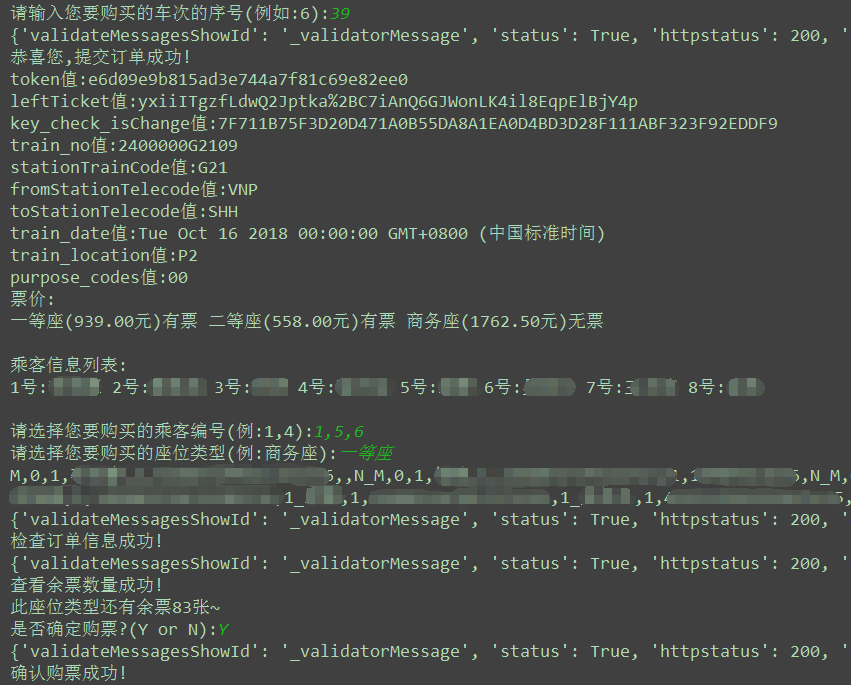 请输入您要购买的车次的序号(例如:6):39
{'validateMessagesShowId': '_validatorMessage', 'status': True, 'httpstatus': 200, '
恭喜您,提交订单成功!
token值:e6d09e9b815ad3e744a7f81c69e82ee0
leftTicket值:yxiiITgzfLdwQ2Jptka%2BC7iAnQ6GJWonLK4il8EqpElBjY4p
key_check_isChange值:7F711B75F3D20D471A0B55DA8A1EA0D4BD3D28F111ABF323F92EDDF9
train_no值:2400000G2109
stationTrainCode值:G21
fromStationTelecode值:VNP
toStationTelecode值:SHH
train_date值:Tue Oct 16 2018 00:00:00 GMT+0800 (中国标准时间)
train_location值:P2
purpose_codes值:00
票价:
一等座(939.00元)有票 二等座(558.00元)有票 商务座(1762.50元)无票
乘客信息列表:
1号: 2号: 3号: 4号: 5号: 6号: 7号: 8号:
请选择您要购买的乘客编号(例:1,4):1,5,6
请选择您要购买的座位类型(例:商务座):一等座
M,0,1, 5,,N_M,0,1, 1,1 5,N_M,
,1_ ,1, ,1_ ,1,4 5,
{'validateMessagesShowId': '_validatorMessage', 'status': True, 'httpstatus': 200, '
检查订单信息成功!
{'validateMessagesShowId': '_validatorMessage', 'status': True, 'httpstatus': 200, '
查看余票数量成功!
此座位类型还有余票83张~
是否确定购票?(Y or N):Y
{'validateMessagesShowId': '_validatorMessage', 'status': True, 'httpstatus': 200, '
确认购票成功!